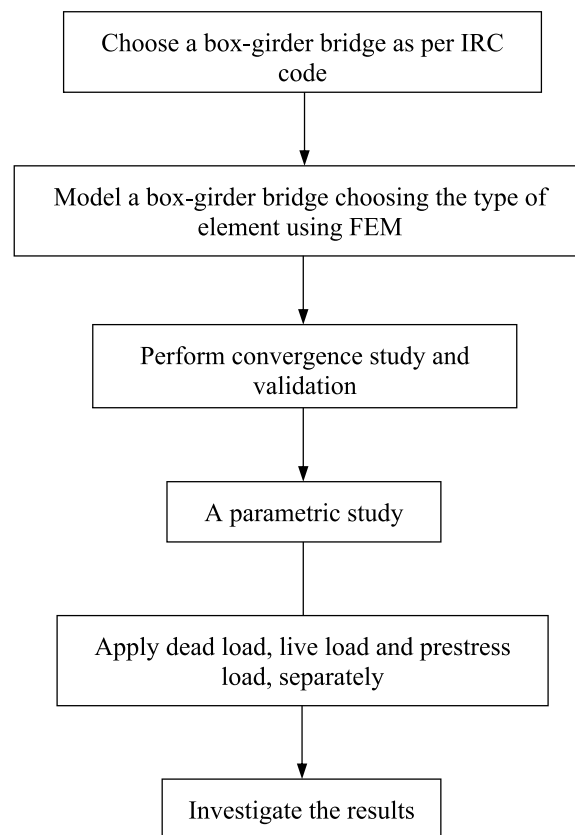 Choose a box-girder bridge as per IRC
code
Model a box-girder bridge choosing the type of
element using FEM
Perform convergence study and
validation
A parametric study
Apply dead load, live load and prestress
load, separately
Investigate the results